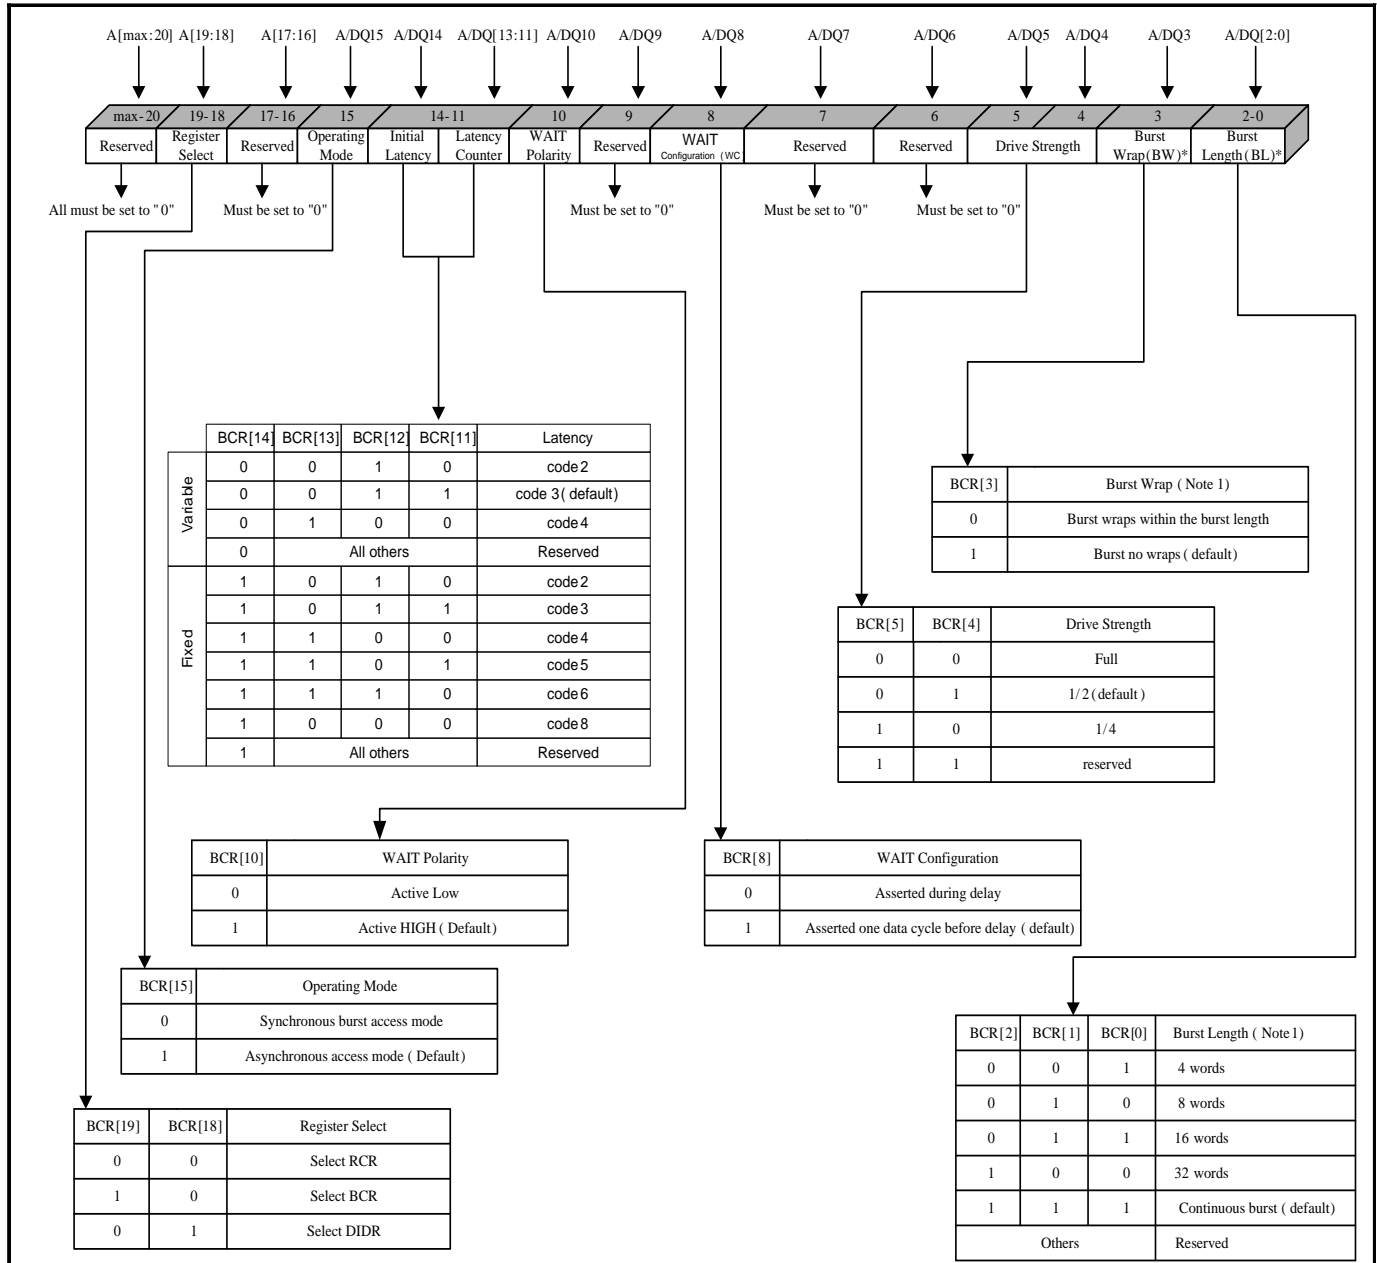 A[max:20] A[19:18] A[17:16] A/DQ15 A/DQ14 A/DQ[13:11] A/DQ10 A/DQ9 A/DQ8 A/DQ7 A/DQ6 A/DQ5 A/DQ4 A/DQ3 A/DQ[2:0]
max-20 19-18 17-16 15 14-11 10 9 8 7 6 5 4 3 2-0
Reserved Register Select Reserved Operating Mode Initial Latency Latency Counter WAIT Polarity Reserved WAIT Configuration (WC Reserved Reserved Drive Strength Burst Wrap(BW)* Burst Length(BL)*
All must be set to "0" Must be set to "0" Must be set to "0" Must be set to "0" Must be set to "0"
BCR[14] BCR[13] BCR[12] BCR[11] Latency
Variable
0 0 1 0 code 2
0 0 1 1 code 3( default)
0 1 0 0 code 4
0 All others Reserved
Fixed
1 0 1 0 code 2
1 0 1 1 code 3
1 1 0 0 code 4
1 1 0 1 code 5
1 1 1 0 code 6
1 0 0 0 code 8
1 All others Reserved
BCR[3] Burst Wrap ( Note 1)
0 Burst wraps within the burst length
1 Burst no wraps ( default)
BCR[5] BCR[4] Drive Strength
0 0 Full
0 1 1/2 (default )
1 0 1/4
1 1 reserved
BCR[10] WAIT Polarity
0 Active Low
1 Active HIGH ( Default)
BCR[8] WAIT Configuration
0 Asserted during delay
1 Asserted one data cycle before delay ( default)
BCR[15] Operating Mode
0 Synchronous burst access mode
1 Asynchronous access mode ( Default)
BCR[2] BCR[1] BCR[0] Burst Length ( Note 1)
0 0 1 4 words
0 1 0 8 words
0 1 1 16 words
1 0 0 32 words
1 1 1 Continuous burst ( default)
Others Reserved
BCR[19] BCR[18] Register Select
0 0 Select RCR
1 0 Select BCR
0 1 Select DIDR